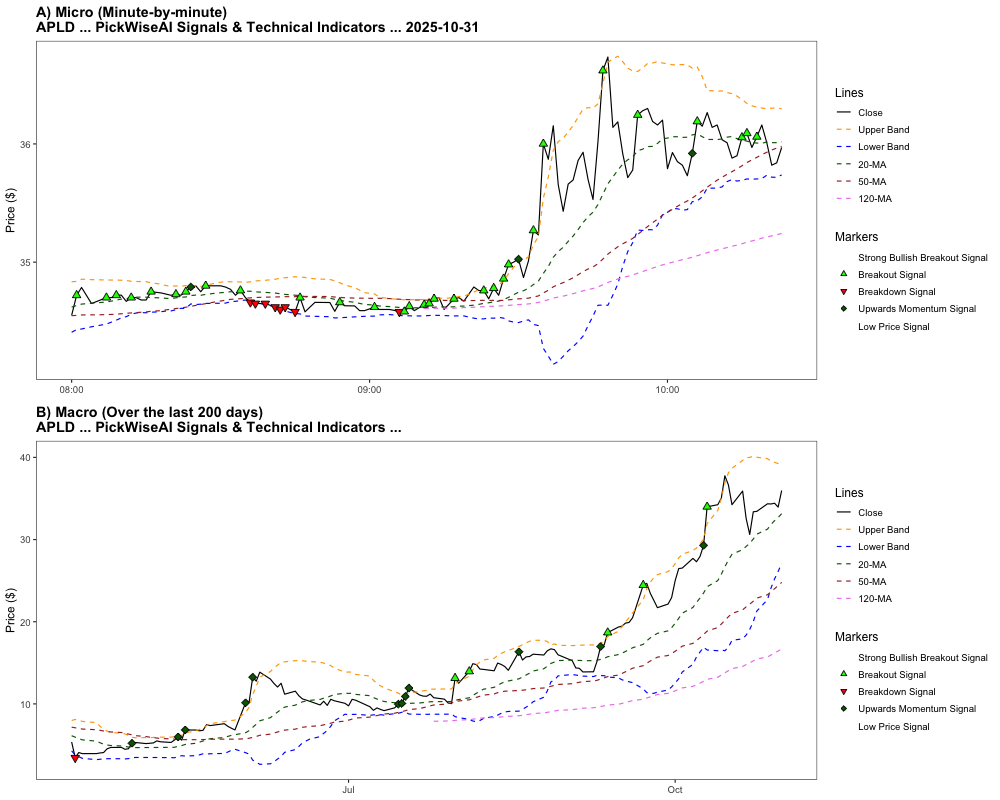 A) Micro (Minute-by-minute)
APLD ... PickWiseAI Signals & Technical Indicators ... 2025-10-31
Price ($)
36
35
08:00
09:00
10:00
Lines
Close
Upper Band
Lower Band
20-MA
50-MA
120-MA
Markers
Strong Bullish Breakout Signal
Breakout Signal
Breakdown Signal
Upwards Momentum Signal
Low Price Signal
B) Macro (Over the last 200 days)
APLD ... PickWiseAI Signals & Technical Indicators ...
Price ($)
40
30
20
10
Jul
Oct
Lines
Close
Upper Band
Lower Band
20-MA
50-MA
120-MA
Markers
Strong Bullish Breakout Signal
Breakout Signal
Breakdown Signal
Upwards Momentum Signal
Low Price Signal